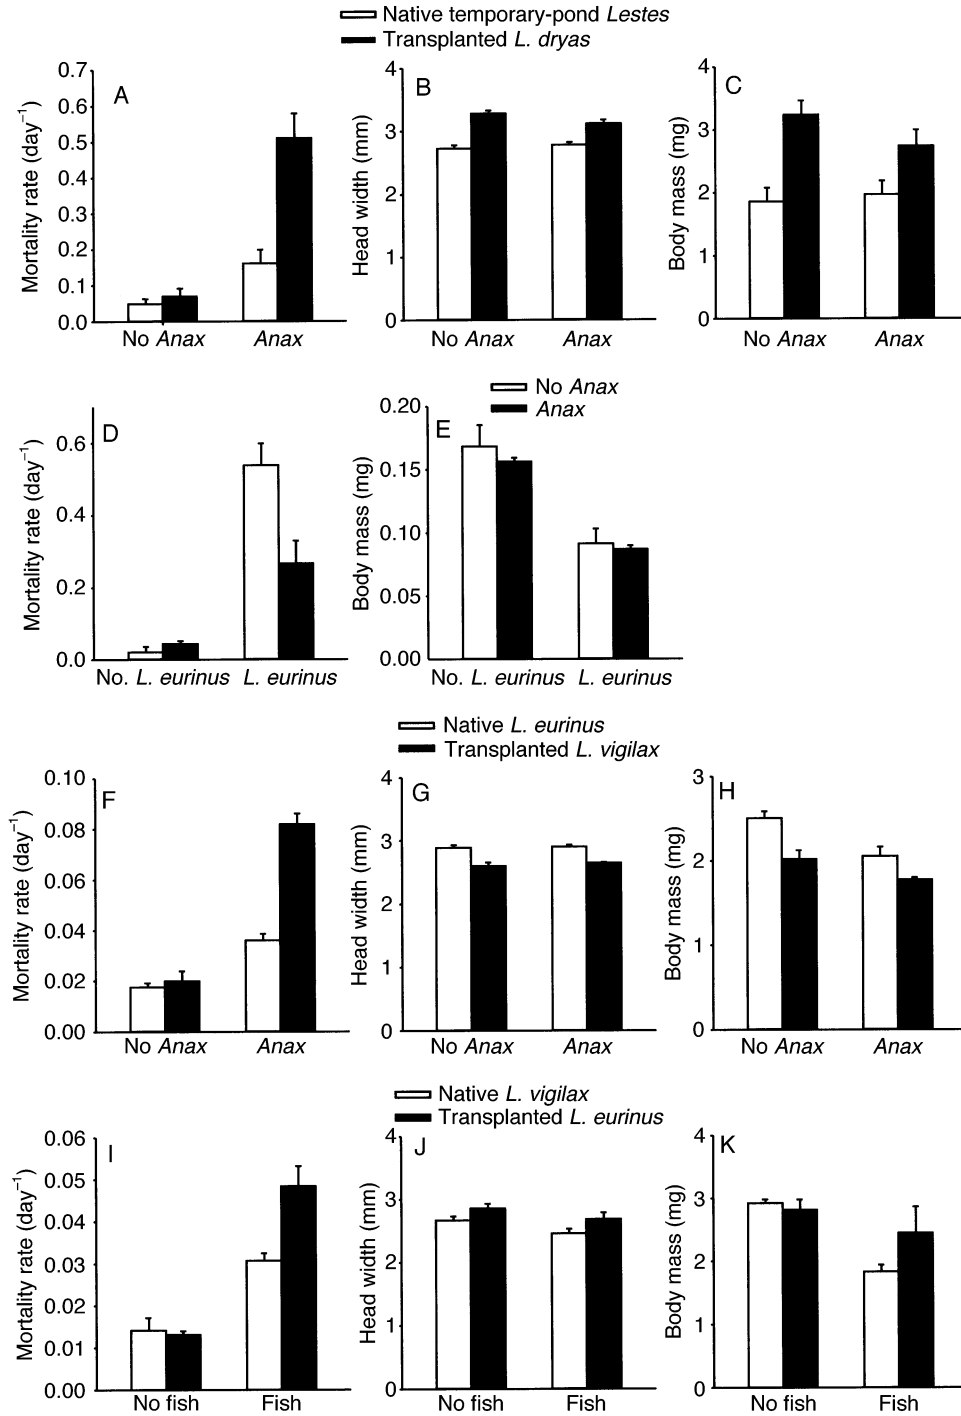 Native temporary-pond Lestes
Transplanted L. dryas
A
Mortality rate (day⁻¹)
0.7
0.6
0.5
0.4
0.3
0.2
0.1
0.0
No Anax
Anax
B
Head width (mm)
4
3
2
1
0
No Anax
Anax
C
Body mass (mg)
4
3
2
1
0
No Anax
Anax
No Anax
Anax
D
Mortality rate (day⁻¹)
0.6
0.4
0.2
0.0
No. L. eurinus
L. eurinus
E
Body mass (mg)
0.20
0.15
0.10
0.05
0.00
No. L. eurinus
L. eurinus
Native L. eurinus
Transplanted L. vigilax
F
Mortality rate (day⁻¹)
0.10
0.08
0.06
0.04
0.02
0.00
No Anax
Anax
G
Head width (mm)
4
3
2
1
0
No Anax
Anax
H
Body mass (mg)
3
2
1
0
No Anax
Anax
Native L. vigilax
Transplanted L. eurinus
I
Mortality rate (day⁻¹)
0.06
0.05
0.04
0.03
0.02
0.01
0.00
No fish
Fish
J
Head width (mm)
4
3
2
1
0
No fish
Fish
K
Body mass (mg)
4
3
2
1
0
No fish
Fish